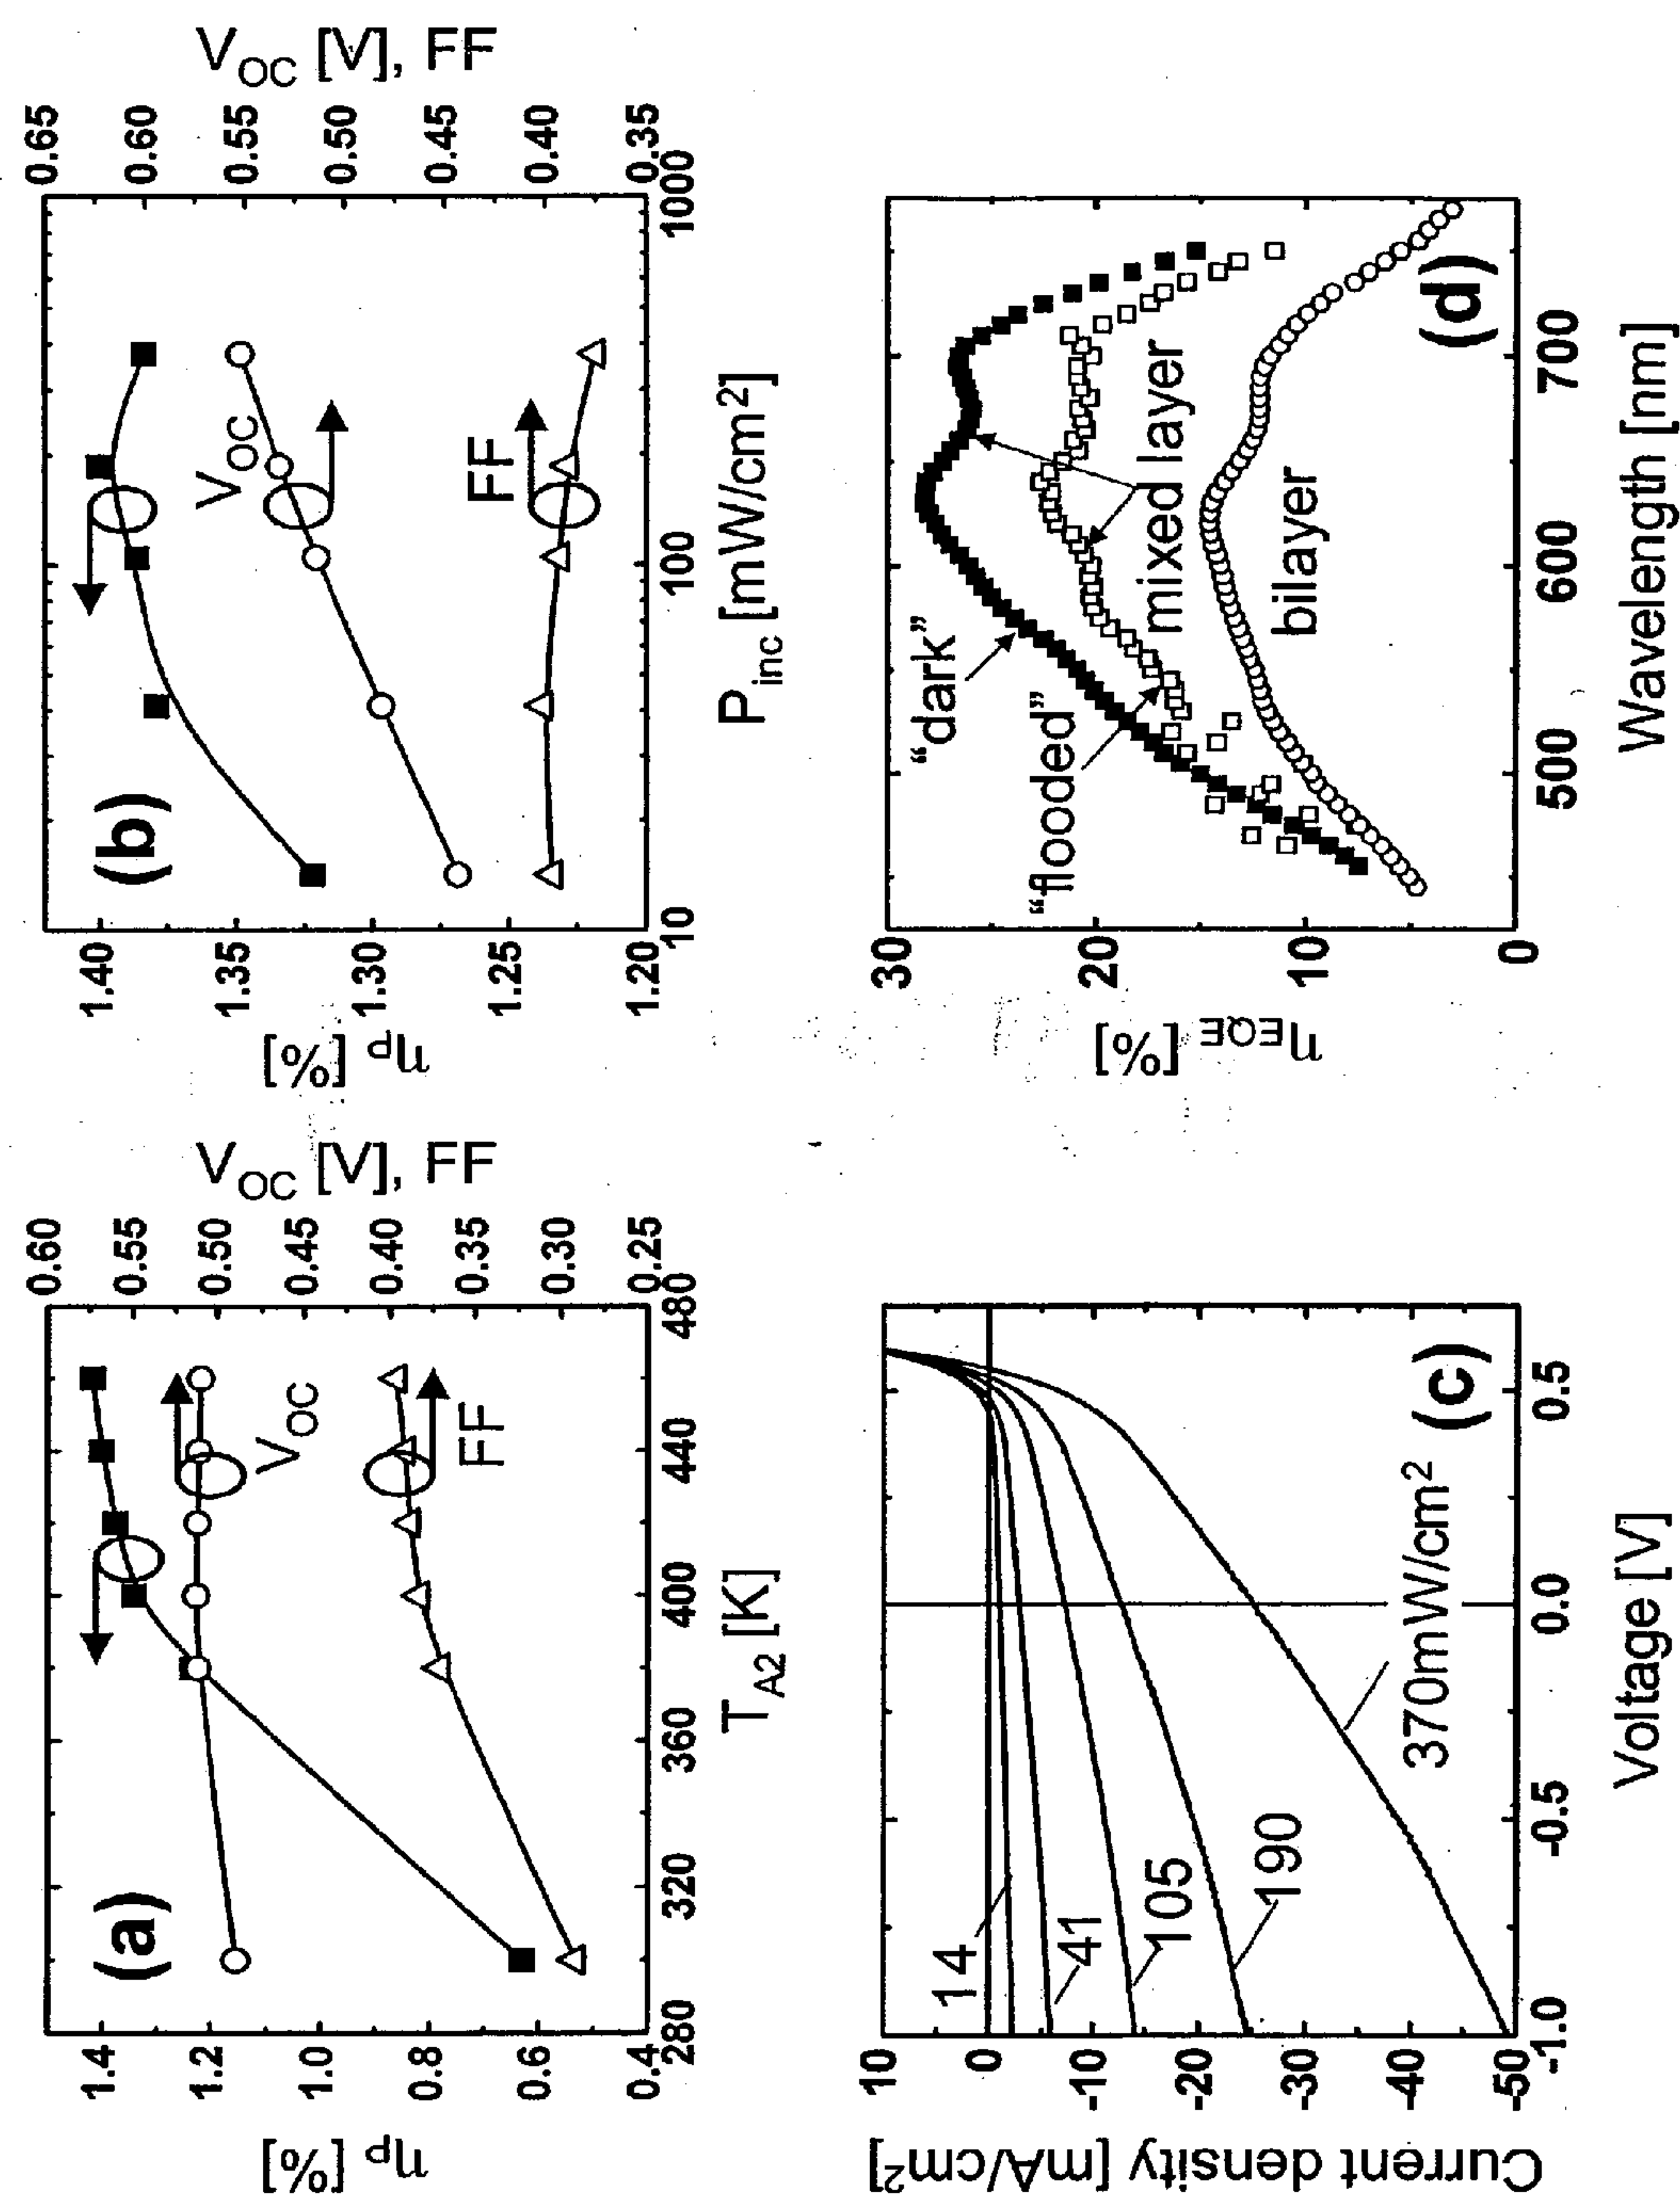 (a)
η_P [%]
1.4
1.2
1.0
0.8
0.6
0.4
280
320
360
400
440
480
T_A2 [K]
V_OC [V], FF
0.60
0.55
0.50
0.45
0.40
0.35
0.30
0.25
V_OC
FF
(b)
η_P [%]
1.40
1.35
1.30
1.25
1.20
10
100
1000
P_inc [mW/cm²]
V_OC [V], FF
0.65
0.60
0.55
0.50
0.45
0.40
0.35
V_OC
FF
(c)
Current density [mA/cm²]
10
0
-10
-20
-30
-40
-50
-1.0
-0.5
0.0
0.5
Voltage [V]
14
41
105
190
370mW/cm²
(d)
η_EQE [%]
30
20
10
0
500
600
700
Wavelength [nm]
“dark”
“flooded”
mixed layer
bilayer